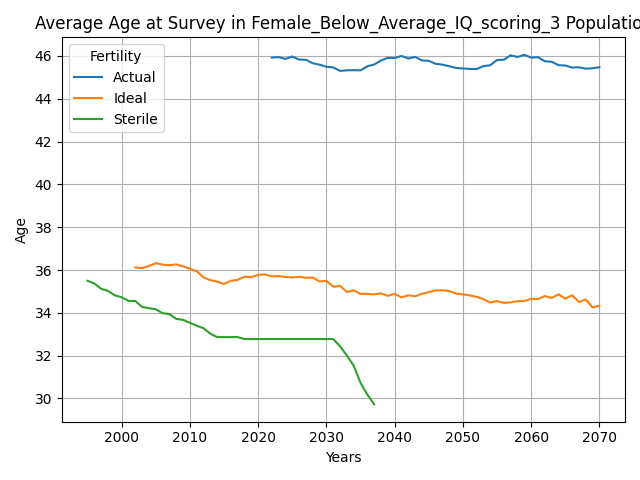 Average Age at Survey in Female_Below_Average_IQ_scoring_3 Populatio
Fertility
Actual
Ideal
Sterile
Age
46
44
42
40
38
36
34
32
30
2000 2010 2020 2030 2040 2050 2060 2070
Years